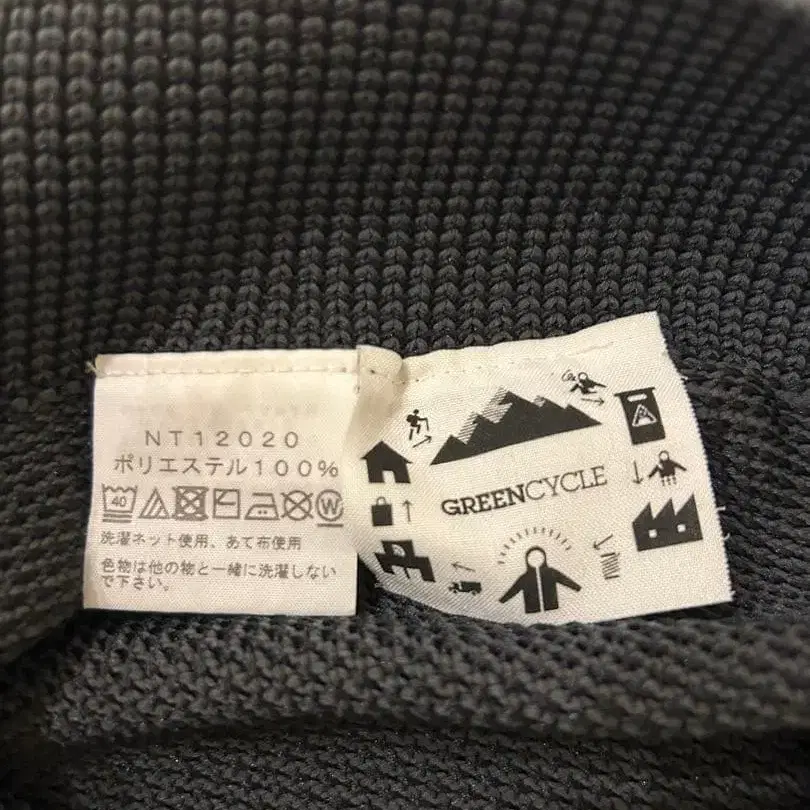 NT12020
ポリエステル100%
40
W
洗濯ネット使用、あて布使用
色物は他の物と一緒に洗濯しない
で下さい。
GREENCYCLE